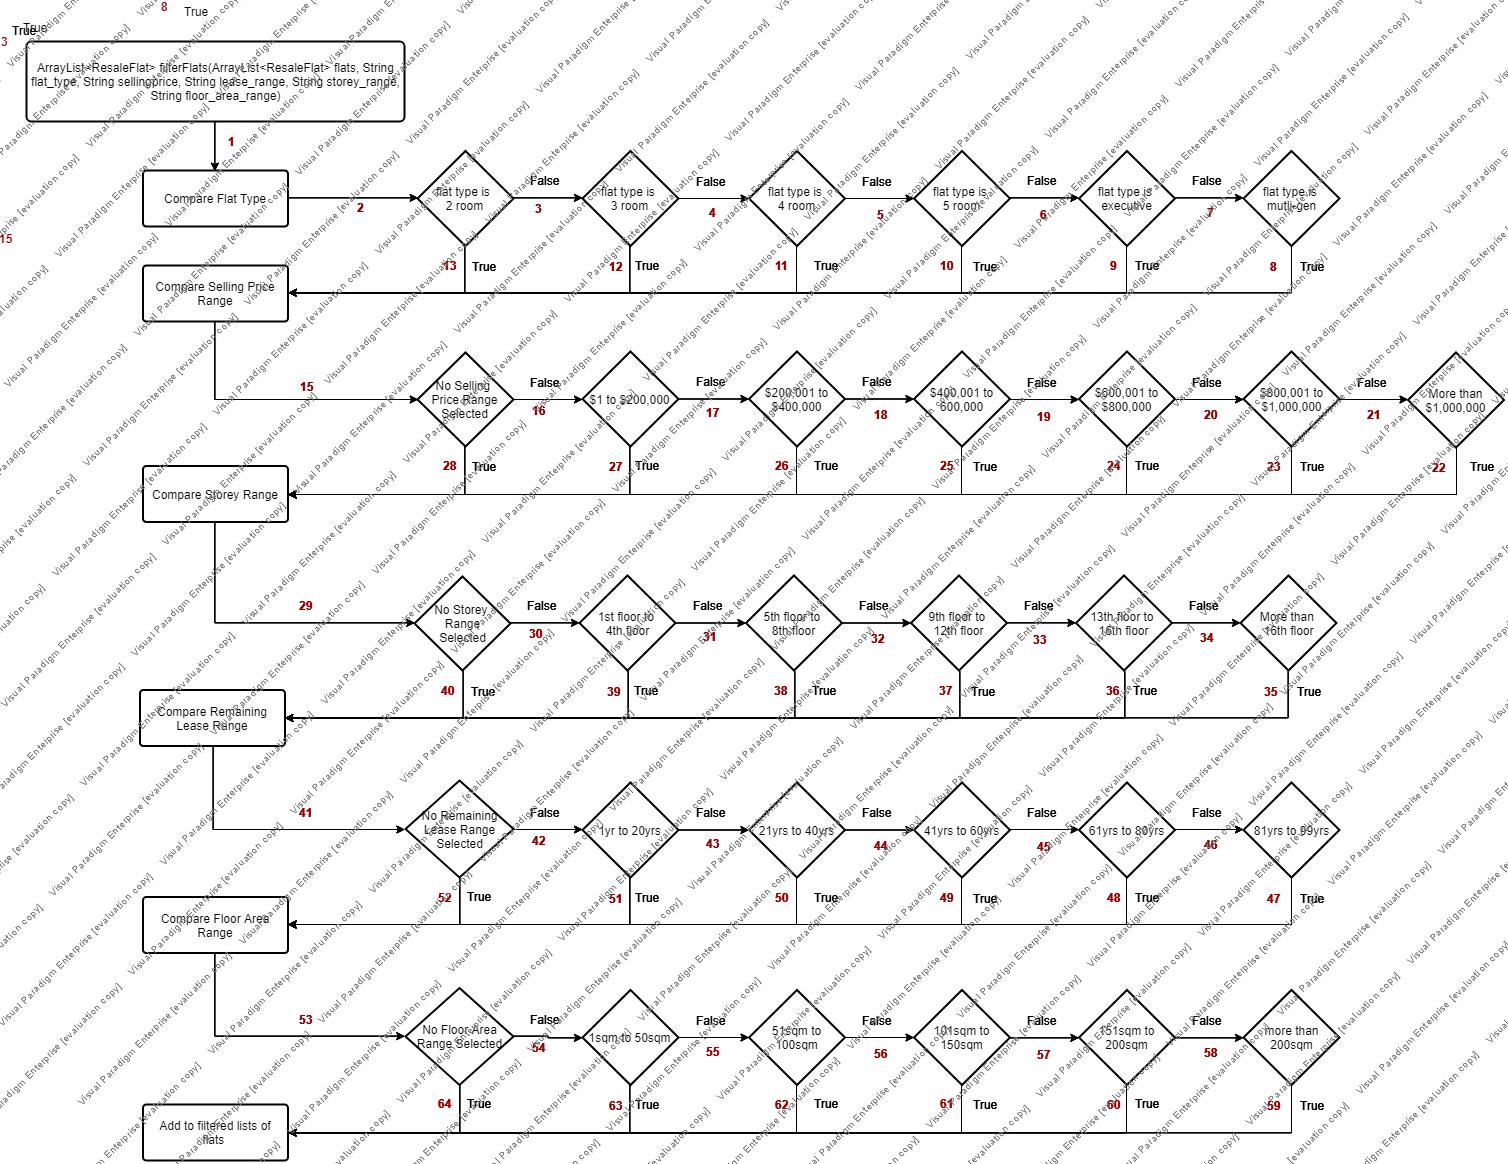 8
True
True
True
3
ArrayList<ResaleFlat> filterFlats(ArrayList<ResaleFlat> flats, String
flat_type, String sellingprice, String lease_range, String storey_range,
String floor_area_range)
1
Compare Flat Type
2
flat type is
2 room
False
3
flat type is
3 room
False
4
flat type is
4 room
False
5
flat type is
5 room
False
6
flat type is
executive
False
7
flat type is
mutli-gen
15
13
True
12
True
11
True
10
True
9
True
8
True
Compare Selling Price
Range
15
No Selling
Price Range
Selected
False
16
$1 to $200,000
False
17
$200,001 to
$400,000
False
18
$400,001 to
600,000
False
19
$600,001 to
$800,000
False
20
$800,001 to
$1,000,000
False
21
More than
$1,000,000
28
True
27
True
26
True
25
True
24
True
23
True
22
True
Compare Storey Range
29
No Storey
Range
Selected
False
30
1st floor to
4th floor
False
31
5th floor to
8th floor
False
32
9th floor to
12th floor
False
33
13th floor to
16th floor
False
34
More than
16th floor
40
True
39
True
38
True
37
True
36
True
35
True
Compare Remaining
Lease Range
41
No Remaining
Lease Range
Selected
False
42
1yr to 20yrs
False
43
21yrs to 40yrs
False
44
41yrs to 60yrs
False
45
61yrs to 80yrs
False
46
81yrs to 99yrs
52
True
51
True
50
True
49
True
48
True
47
True
Compare Floor Area
Range
53
No Floor Area
Range Selected
False
54
1sqm to 50sqm
False
55
51sqm to
100sqm
False
56
101sqm to
150sqm
False
57
151sqm to
200sqm
False
58
more than
200sqm
64
True
63
True
62
True
61
True
60
True
59
True
Add to filtered lists of
flats
Visual Paradigm Enterprise [evaluation copy]